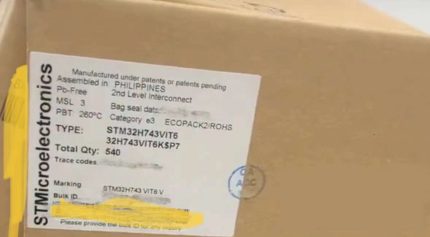 STMicroelectronics
Manufactured under patents or patents pending
Assembled in PHILIPPINES
Pb-Free 2nd Level Interconnect
MSL 3 Bag seal date
PBT 260°C Category e3 ECOPACK2/ROHS
TYPE: STM32H743VIT6
32H743VIT6K$P7
Total Qty: 540
Trace codes
Marking STM32H743 VIT6 V
Bulk ID
Please provide the bulk ID for any inquiry